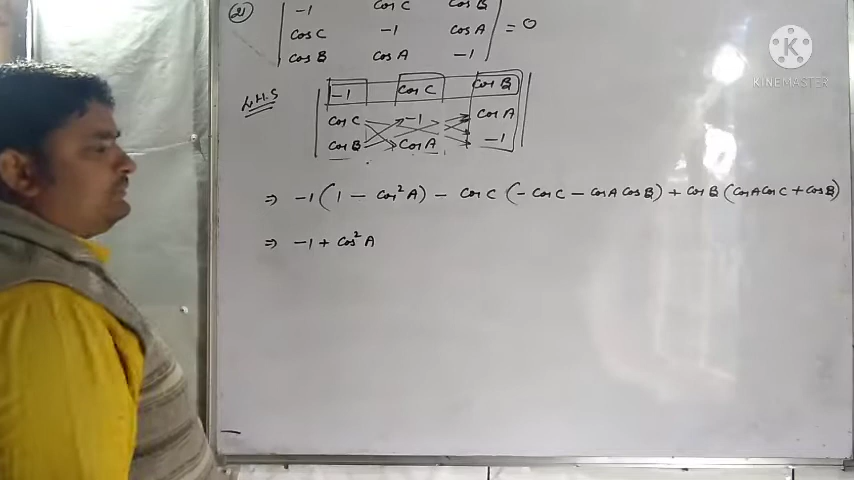 21 | -1 cos C cos B |
| cos C -1 cos A | = 0
| cos B cos A -1 |
L.H.S | -1 cos C cos B |
| cos C -1 cos A |
| cos B cos A -1 |
⇒ -1(1 - cos²A) - cos C(-cos C - cos A cos B) + cos B(cos A cos C + cos B)
⇒ -1 + cos²A
K
KINEMASTER